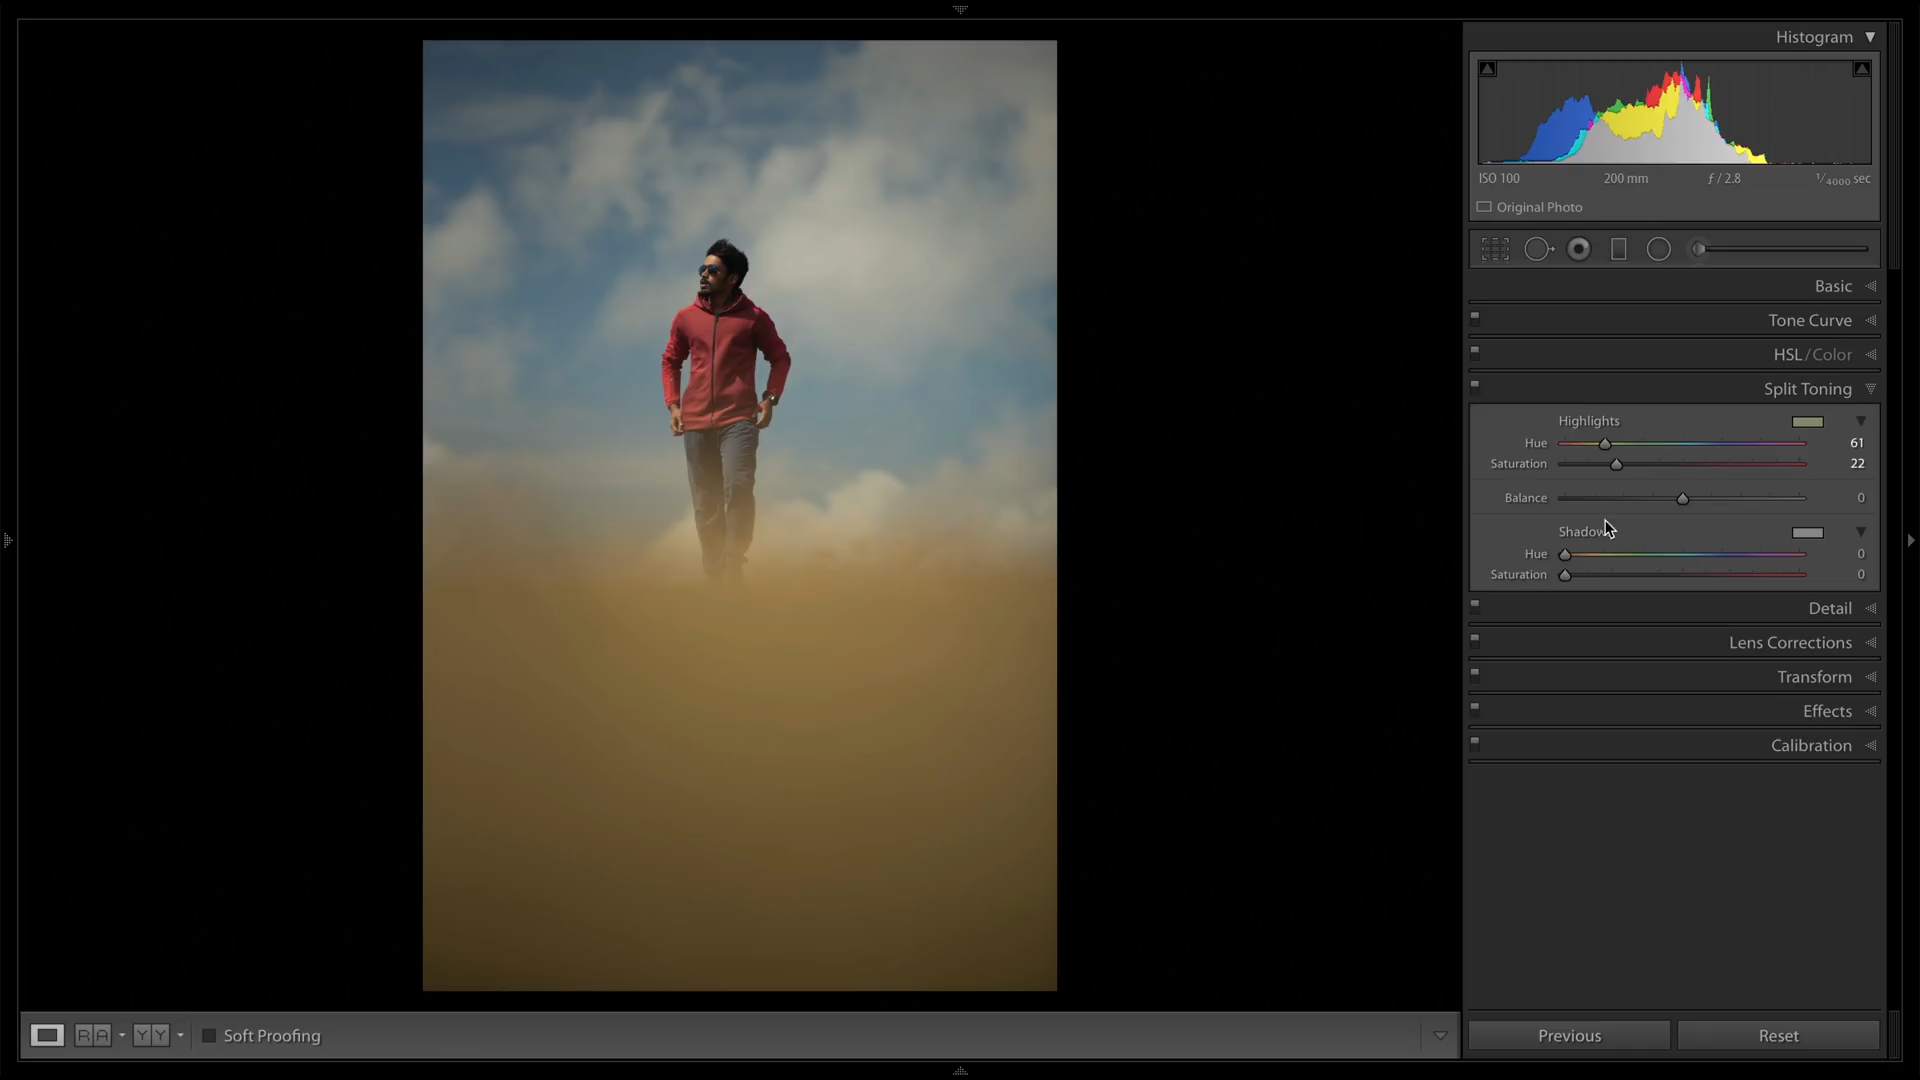 Histogram
ISO 100 200 mm ƒ / 2.8 1/4000 sec
Original Photo
Basic
Tone Curve
HSL / Color
Split Toning
Highlights
Hue 61
Saturation 22
Balance 0
Shadows
Hue 0
Saturation 0
Detail
Lens Corrections
Transform
Effects
Calibration
R A Y Y Soft Proofing
Previous Reset